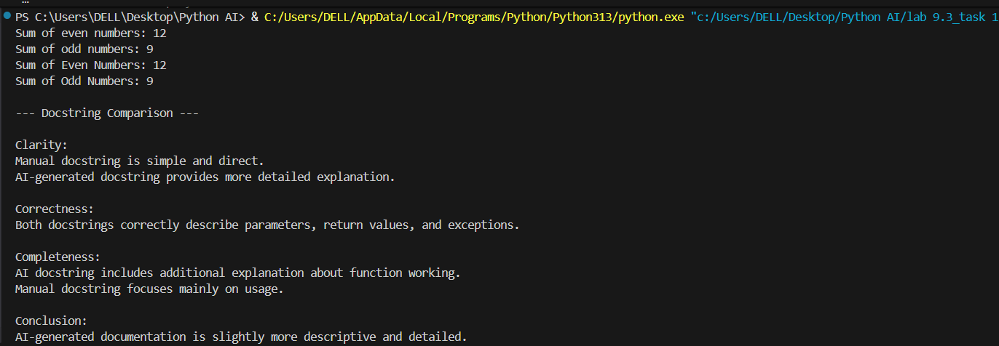 PS C:\Users\DELL\Desktop\Python AI> & C:/Users/DELL/AppData/Local/Programs/Python/Python313/python.exe "c:/Users/DELL/Desktop/Python AI/lab 9.3_task 1
Sum of even numbers: 12
Sum of odd numbers: 9
Sum of Even Numbers: 12
Sum of Odd Numbers: 9
--- Docstring Comparison ---
Clarity:
Manual docstring is simple and direct.
AI-generated docstring provides more detailed explanation.
Correctness:
Both docstrings correctly describe parameters, return values, and exceptions.
Completeness:
AI docstring includes additional explanation about function working.
Manual docstring focuses mainly on usage.
Conclusion:
AI-generated documentation is slightly more descriptive and detailed.